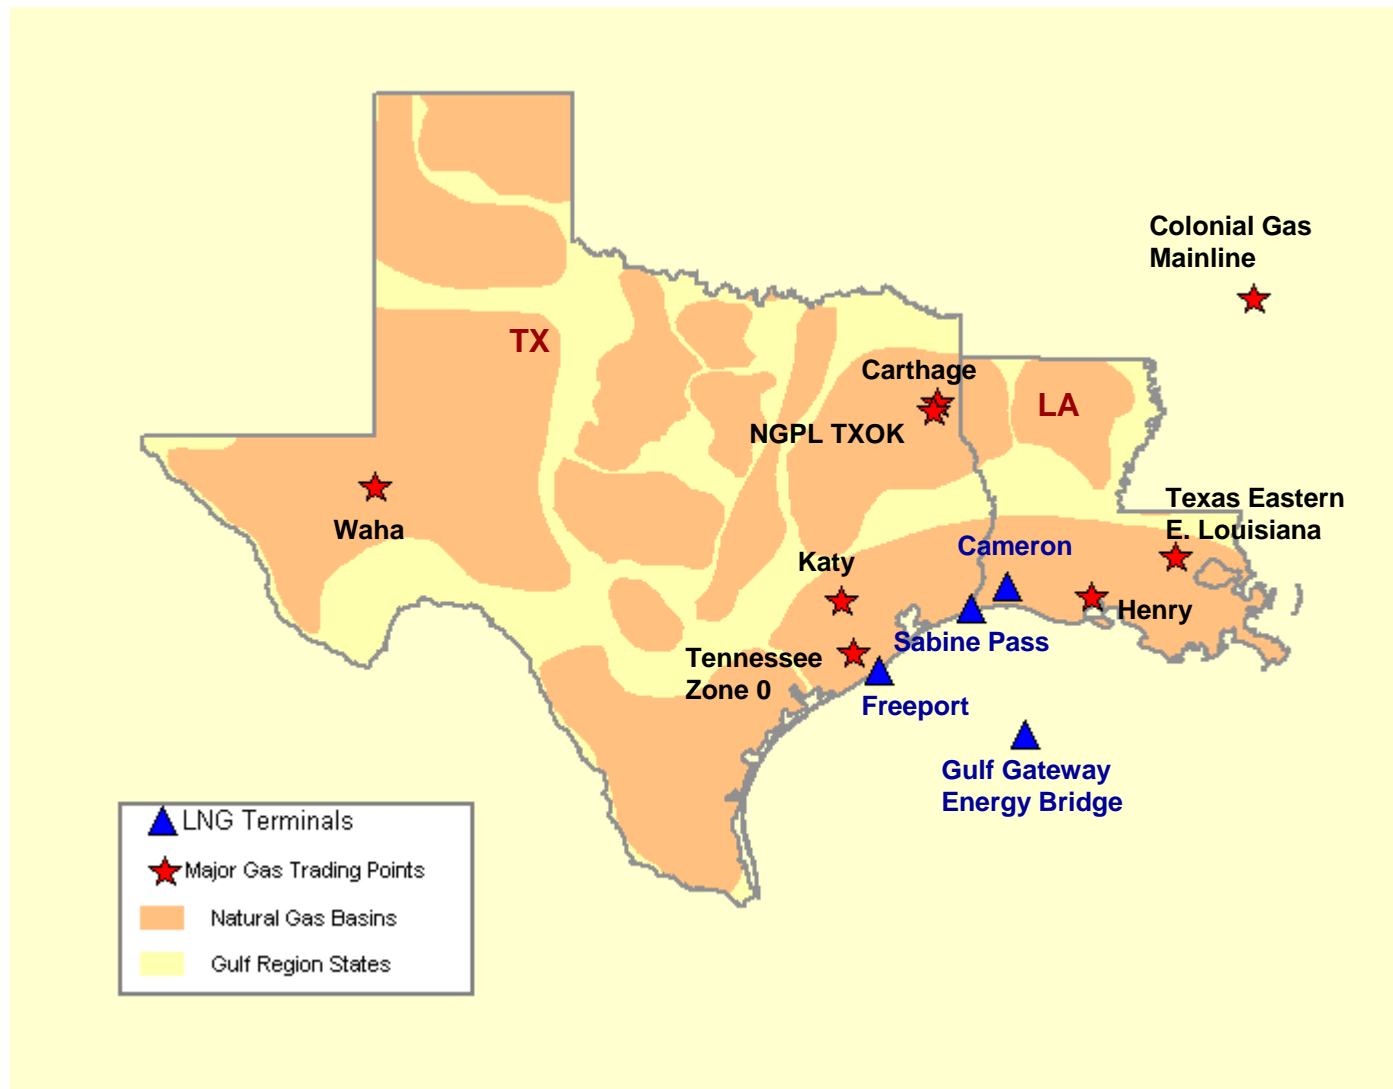 Colonial Gas
Mainline
TX
Carthage
LA
NGPL TXOK
Texas Eastern
E. Louisiana
Waha
Cameron
Katy
Henry
Sabine Pass
Tennessee
Zone 0
Freeport
Gulf Gateway
Energy Bridge
LNG Terminals
Major Gas Trading Points
Natural Gas Basins
Gulf Region States